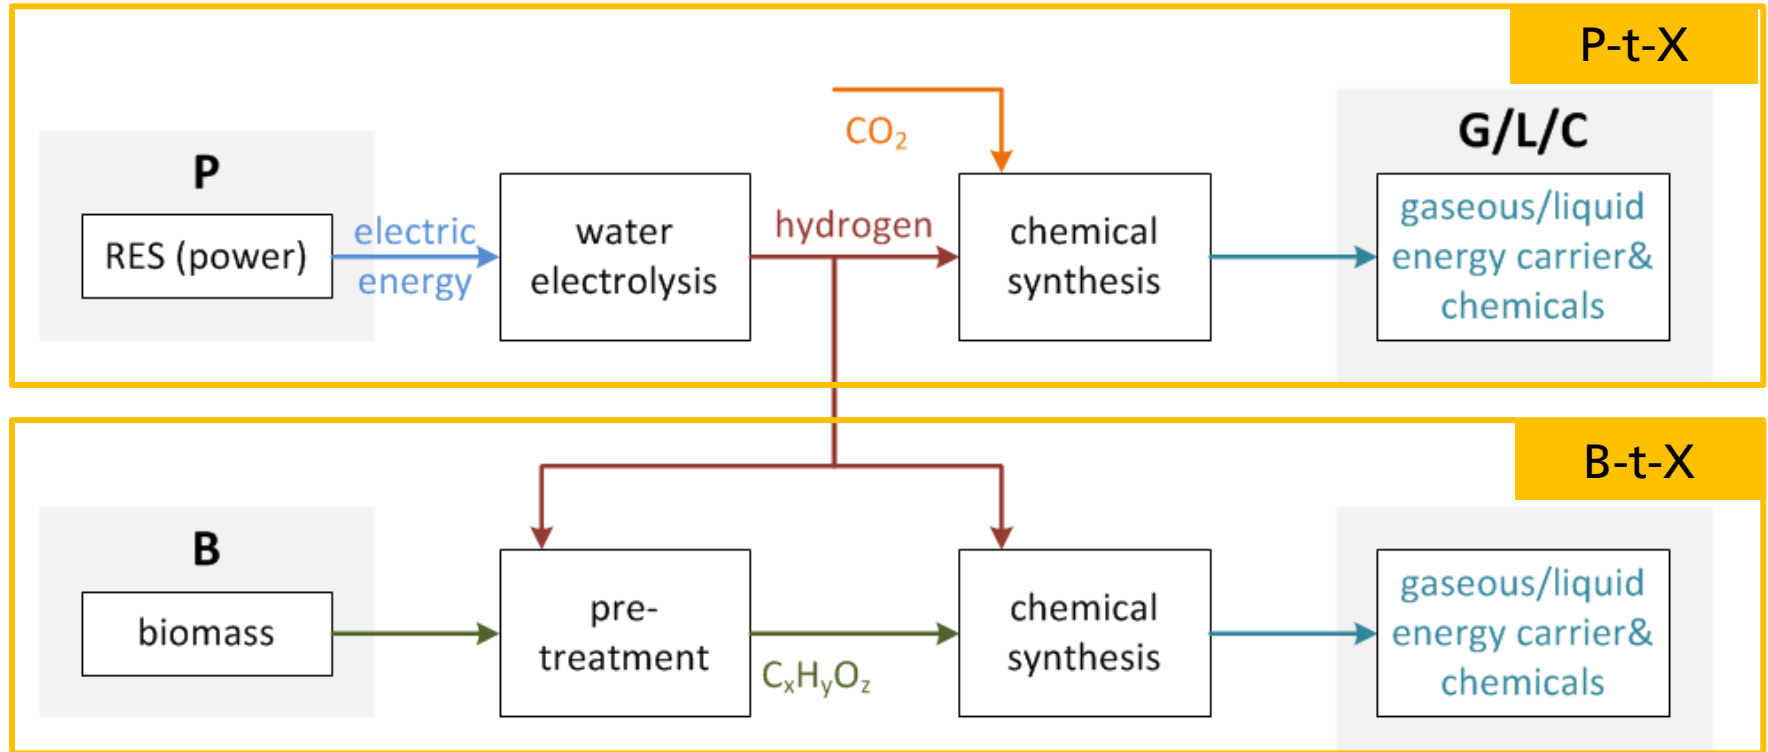 P-t-X
P
RES (power)
electric
energy
water
electrolysis
hydrogen
CO₂
chemical
synthesis
G/L/C
gaseous/liquid
energy carrier&
chemicals
B-t-X
B
biomass
pre-
treatment
CₓHᵧO_z
chemical
synthesis
gaseous/liquid
energy carrier&
chemicals